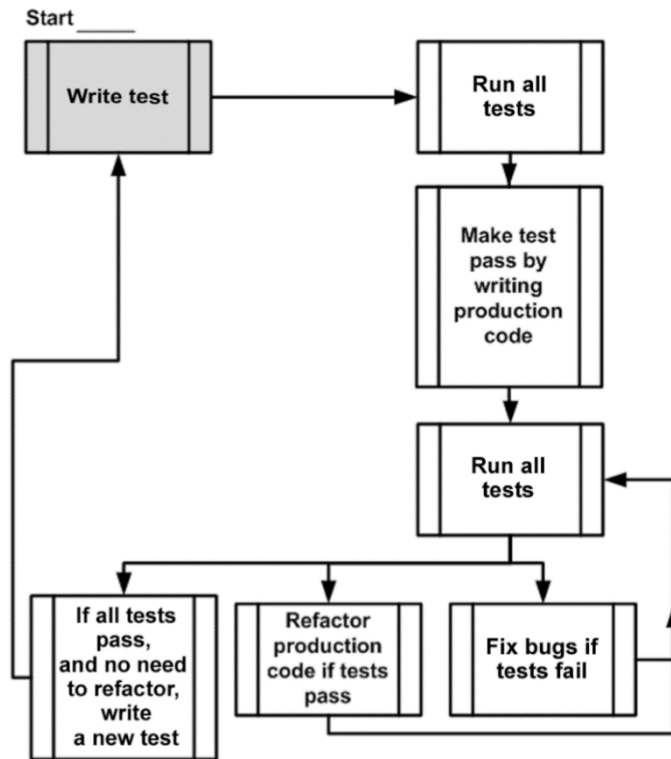 Start
Write test
Run all
tests
Make test
pass by
writing
production
code
Run all
tests
If all tests
pass,
and no need
to refactor,
write
a new test
Refactor
production
code if tests
pass
Fix bugs if
tests fail